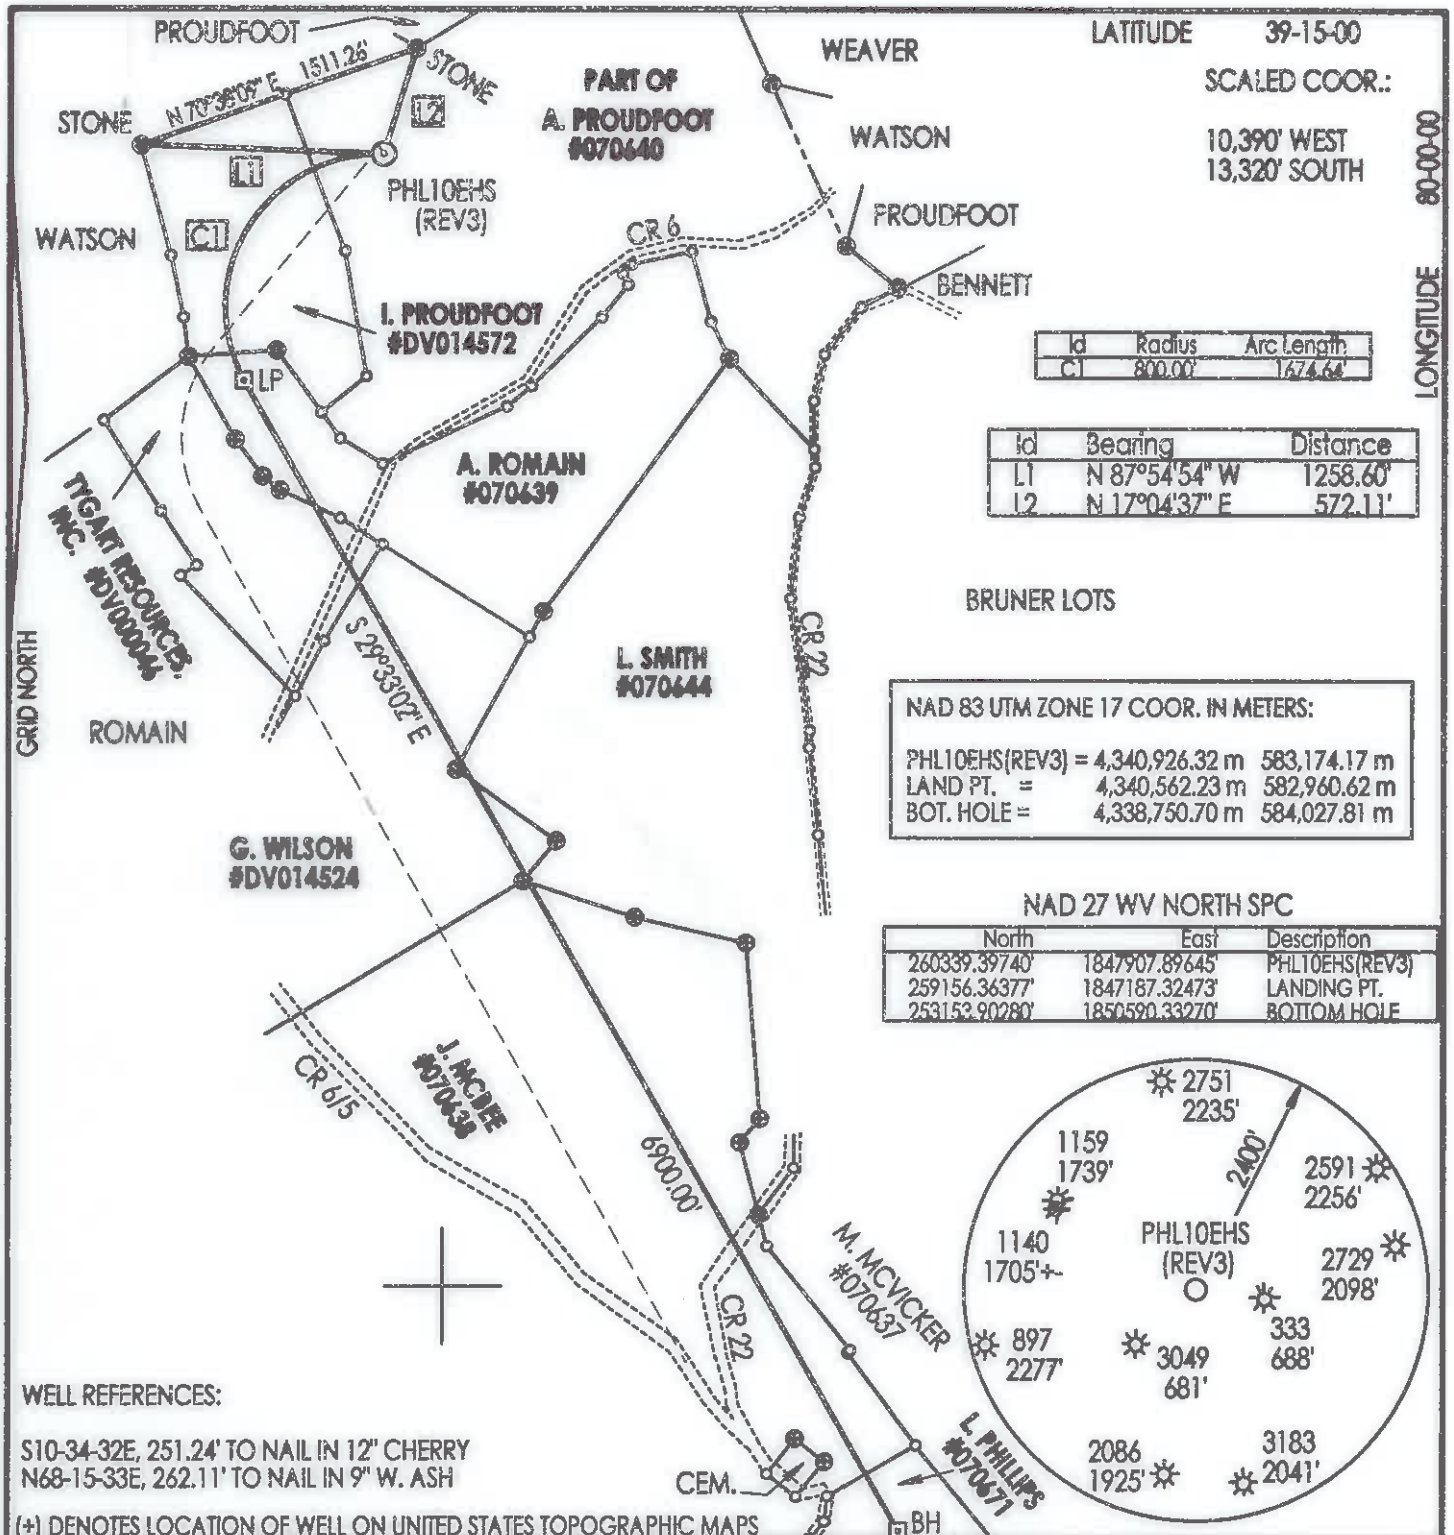 PROUDFOOT
STONE
N 70°38'09" E 1511.26'
STONE
L2
L1
C1
WATSON
PHL10EHS
(REV3)
PART OF
A. PROUDFOOT
#070640
WEAVER
WATSON
PROUDFOOT
BENNETT
CR 6
LATITUDE 39-15-00
SCALED COOR.:
10,390' WEST
13,320' SOUTH
LONGITUDE 80-00-00
I. PROUDFOOT
#DV014572
LP
Id Radius Arc Length
C1 800.00' 1674.64'
Id Bearing Distance
L1 N 87°54'54" W 1258.60'
L2 N 17°04'37" E 572.11'
A. ROMAIN
#070639
TYGART RESOURCES,
INC. #DV000046
GRID NORTH
ROMAIN
S 29°33'02" E
L. SMITH
#070644
CR 22
BRUNER LOTS
NAD 83 UTM ZONE 17 COOR. IN METERS:
PHL10EHS(REV3) = 4,340,926.32 m 583,174.17 m
LAND PT. = 4,340,562.23 m 582,960.62 m
BOT. HOLE = 4,338,750.70 m 584,027.81 m
G. WILSON
#DV014524
NAD 27 WV NORTH SPC
North East Description
260339.39740' 1847907.89645' PHL10EHS(REV3)
259156.36377' 1847187.32473' LANDING PT.
253153.90280' 1850590.33270' BOTTOM HOLE
CR 6/5
J. MCBEE
#070638
6900.00'
CR 22
M. MCVICKER
#070637
2751
2235'
1159
1739'
2400'
2591
2256'
1140
1705'+-
PHL10EHS
(REV3)
2729
2098'
333
688'
897
2277'
3049
681'
2086
1925'
3183
2041'
WELL REFERENCES:
S10-34-32E, 251.24' TO NAIL IN 12" CHERRY
N68-15-33E, 262.11' TO NAIL IN 9" W. ASH
CEM.
L. PHILLIPS
#070671
BH
(+) DENOTES LOCATION OF WELL ON UNITED STATES TOPOGRAPHIC MAPS